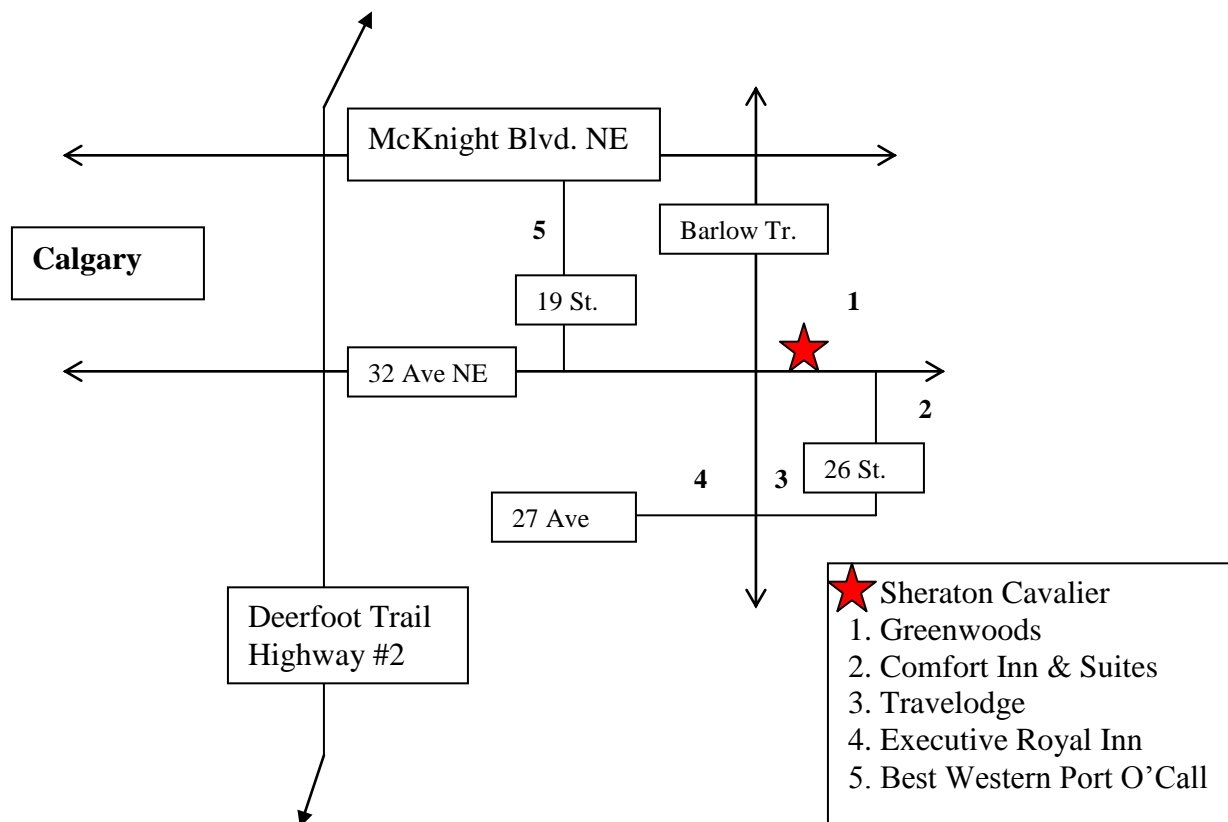 McKnight Blvd. NE
5
Barlow Tr.
Calgary
19 St.
1
32 Ave NE
2
4
3
26 St.
27 Ave
Deerfoot Trail
Highway #2
Sheraton Cavalier
1. Greenwoods
2. Comfort Inn & Suites
3. Travelodge
4. Executive Royal Inn
5. Best Western Port O’Call